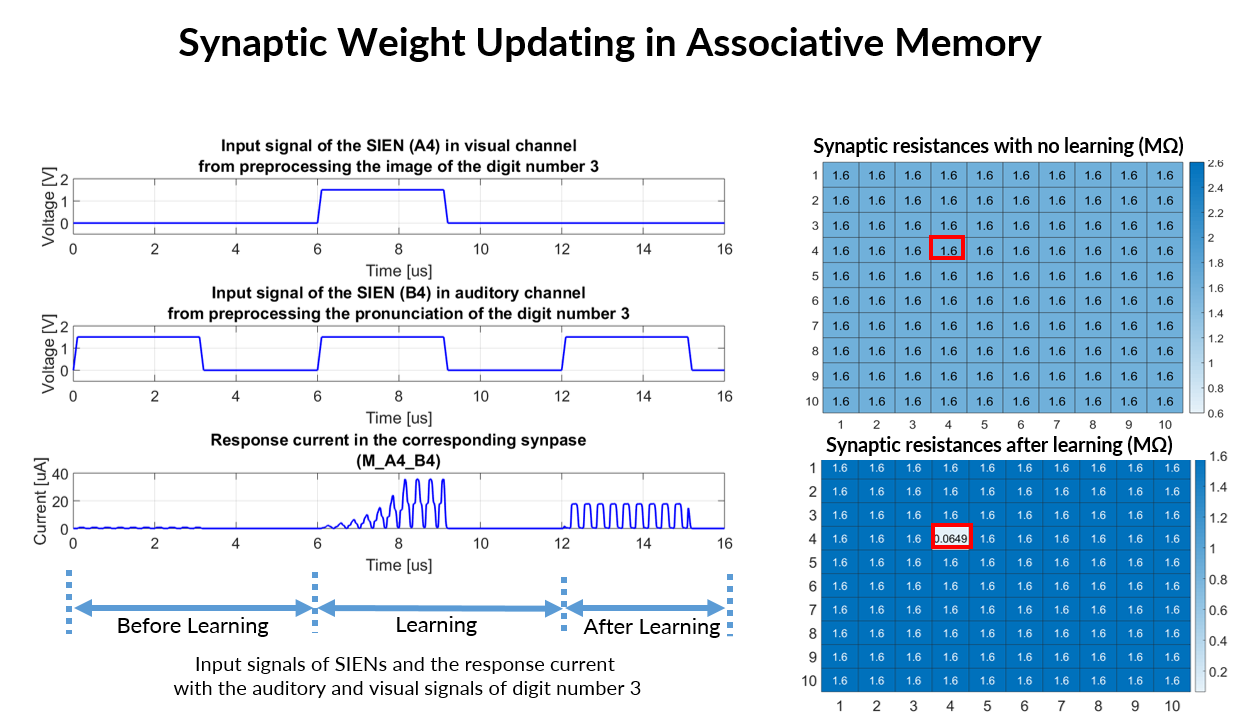 Synaptic Weight Updating in Associative Memory
Input signal of the SIEN (A4) in visual channel
from preprocessing the image of the digit number 3
Voltage [V]
2
1
0
0 2 4 6 8 10 12 14 16
Time [us]
Input signal of the SIEN (B4) in auditory channel
from preprocessing the pronunciation of the digit number 3
Voltage [V]
2
1
0
0 2 4 6 8 10 12 14 16
Time [us]
Response current in the corresponding synpase
(M_A4_B4)
Current [uA]
40
20
0
0 2 4 6 8 10 12 14 16
Time [us]
Before Learning
Learning
After Learning
Input signals of SIENs and the response current
with the auditory and visual signals of digit number 3
Synaptic resistances with no learning (MΩ)
1 1.6 1.6 1.6 1.6 1.6 1.6 1.6 1.6 1.6 1.6
2 1.6 1.6 1.6 1.6 1.6 1.6 1.6 1.6 1.6 1.6
3 1.6 1.6 1.6 1.6 1.6 1.6 1.6 1.6 1.6 1.6
4 1.6 1.6 1.6 1.6 1.6 1.6 1.6 1.6 1.6 1.6
5 1.6 1.6 1.6 1.6 1.6 1.6 1.6 1.6 1.6 1.6
6 1.6 1.6 1.6 1.6 1.6 1.6 1.6 1.6 1.6 1.6
7 1.6 1.6 1.6 1.6 1.6 1.6 1.6 1.6 1.6 1.6
8 1.6 1.6 1.6 1.6 1.6 1.6 1.6 1.6 1.6 1.6
9 1.6 1.6 1.6 1.6 1.6 1.6 1.6 1.6 1.6 1.6
10 1.6 1.6 1.6 1.6 1.6 1.6 1.6 1.6 1.6 1.6
1 2 3 4 5 6 7 8 9 10
2.6
2.4
2.2
2
1.8
1.6
1.4
1.2
1
0.8
0.6
Synaptic resistances after learning (MΩ)
1 1.6 1.6 1.6 1.6 1.6 1.6 1.6 1.6 1.6 1.6
2 1.6 1.6 1.6 1.6 1.6 1.6 1.6 1.6 1.6 1.6
3 1.6 1.6 1.6 1.6 1.6 1.6 1.6 1.6 1.6 1.6
4 1.6 1.6 1.6 0.0649 1.6 1.6 1.6 1.6 1.6 1.6
5 1.6 1.6 1.6 1.6 1.6 1.6 1.6 1.6 1.6 1.6
6 1.6 1.6 1.6 1.6 1.6 1.6 1.6 1.6 1.6 1.6
7 1.6 1.6 1.6 1.6 1.6 1.6 1.6 1.6 1.6 1.6
8 1.6 1.6 1.6 1.6 1.6 1.6 1.6 1.6 1.6 1.6
9 1.6 1.6 1.6 1.6 1.6 1.6 1.6 1.6 1.6 1.6
10 1.6 1.6 1.6 1.6 1.6 1.6 1.6 1.6 1.6 1.6
1 2 3 4 5 6 7 8 9 10
1.6
1.4
1.2
1
0.8
0.6
0.4
0.2